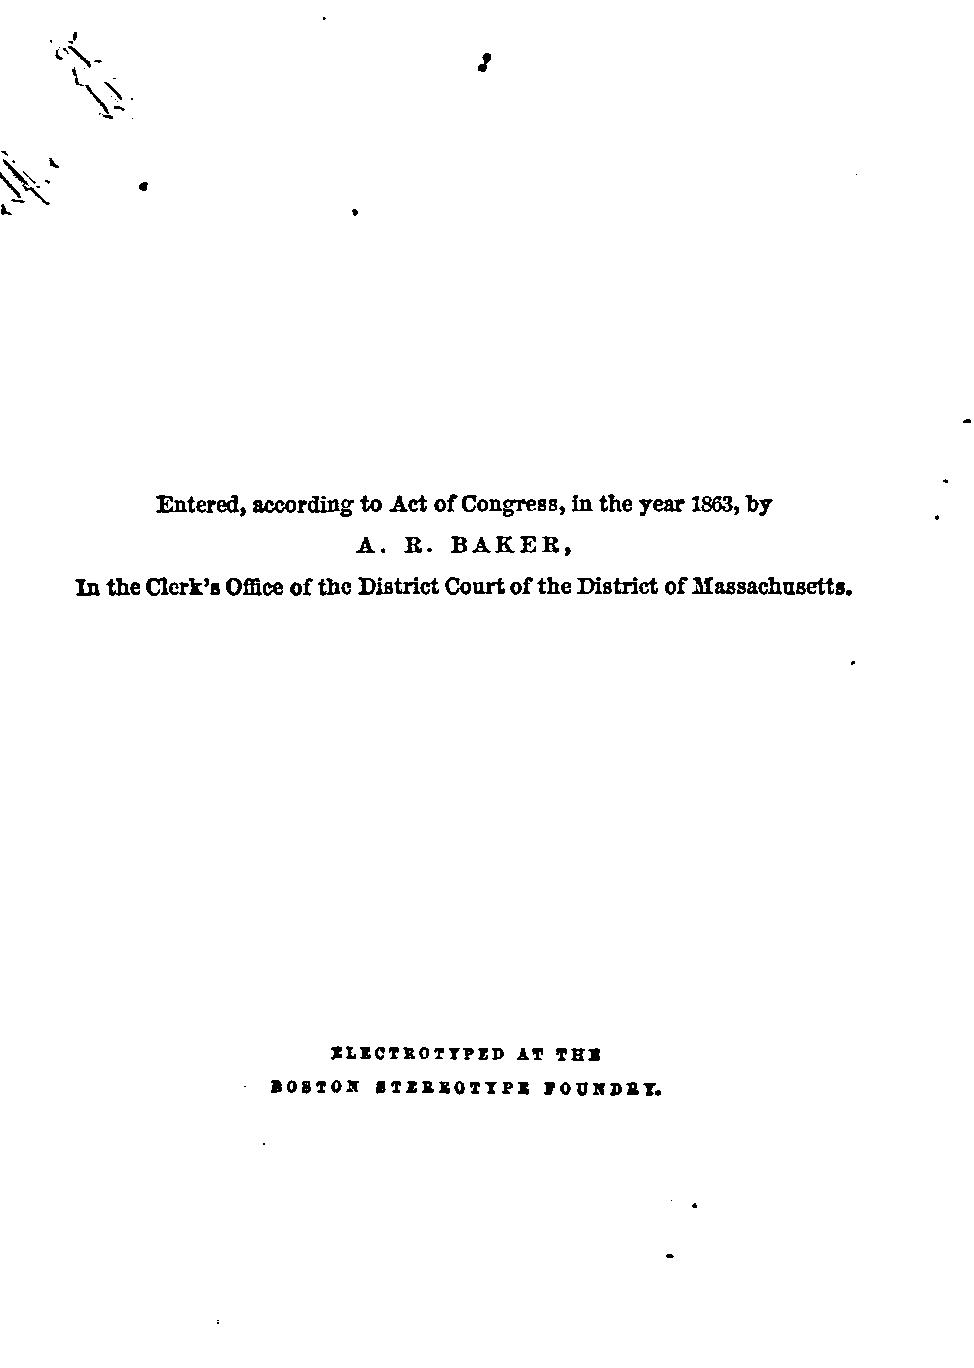 Entered, according to Act of Congress, in the year 1863, by
A. R. BAKER,
In the Clerk's Office of the District Court of the District of Massachusetts.
ELECTROTYPED AT THE
BOSTON STEREOTYPE FOUNDRY.